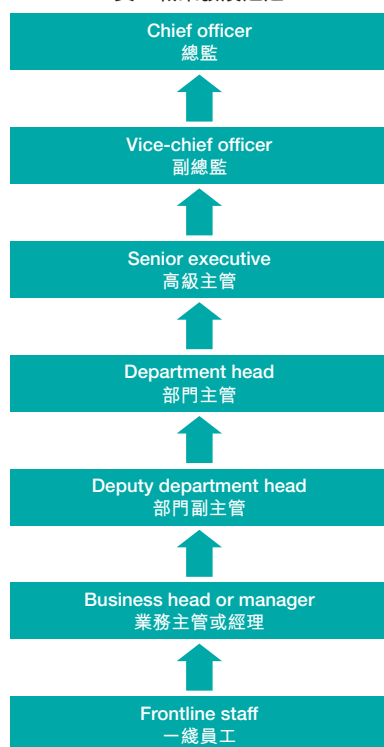 Chief officer
總監
Vice-chief officer
副總監
Senior executive
高級主管
Department head
部門主管
Deputy department head
部門副主管
Business head or manager
業務主管或經理
Frontline staff
一綫員工